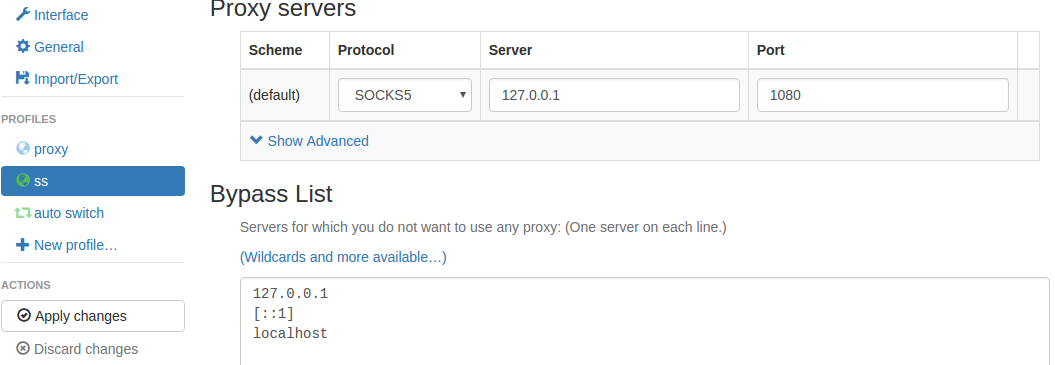 Interface
General
Import/Export
PROFILES
proxy
ss
auto switch
New profile…
ACTIONS
Apply changes
Discard changes
Proxy servers
Scheme Protocol Server Port
(default) SOCKS5 127.0.0.1 1080
Show Advanced
Bypass List
Servers for which you do not want to use any proxy: (One server on each line.)
(Wildcards and more available…)
127.0.0.1
[::1]
localhost